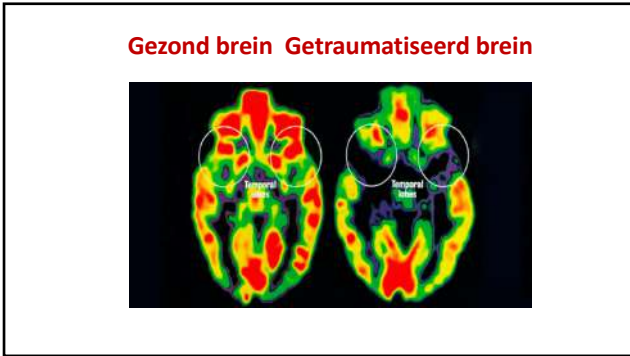 Gezond brein Getraumatiseerd brein
Temporal
lobes
Temporal
lobes